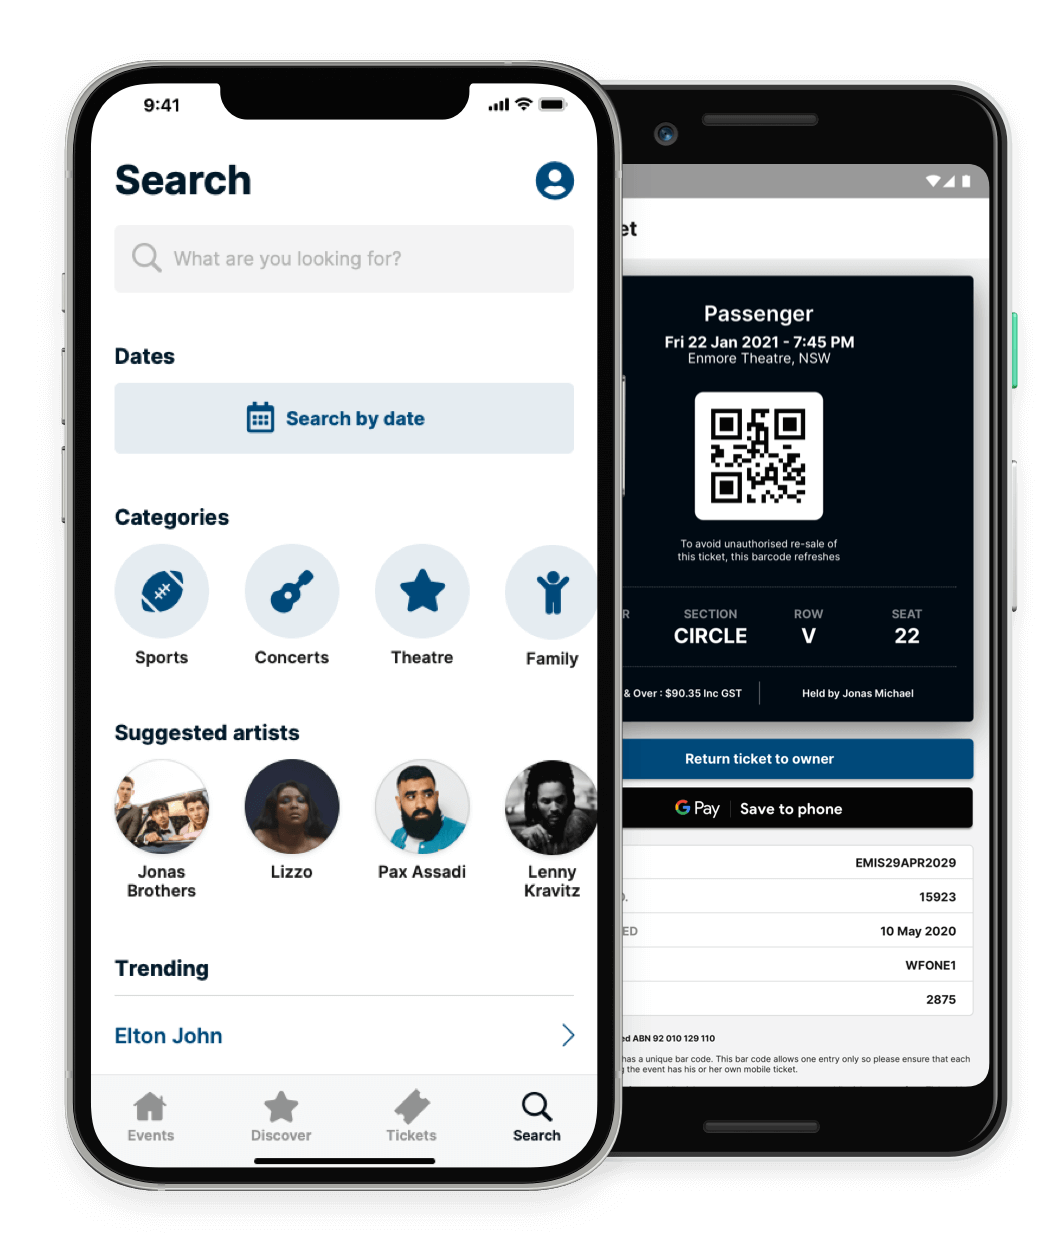 9:41
Search
What are you looking for?
Dates
Search by date
Categories
Sports
Concerts
Theatre
Family
Suggested artists
Jonas
Brothers
Lizzo
Pax Assadi
Lenny
Kravitz
Trending
Elton John
Events
Discover
Tickets
Search
et
Passenger
Fri 22 Jan 2021 - 7:45 PM
Enmore Theatre, NSW
To avoid unauthorised re-sale of
this ticket, this barcode refreshes
R
SECTION
ROW
SEAT
CIRCLE
V
22
& Over : $90.35 Inc GST
Held by Jonas Michael
Return ticket to owner
G Pay
Save to phone
EMIS29APR2029
15923
ED
10 May 2020
WFONE1
2875
ed ABN 92 010 129 110
has a unique bar code. This bar code allows one entry only so please ensure that each
the event has his or her own mobile ticket.